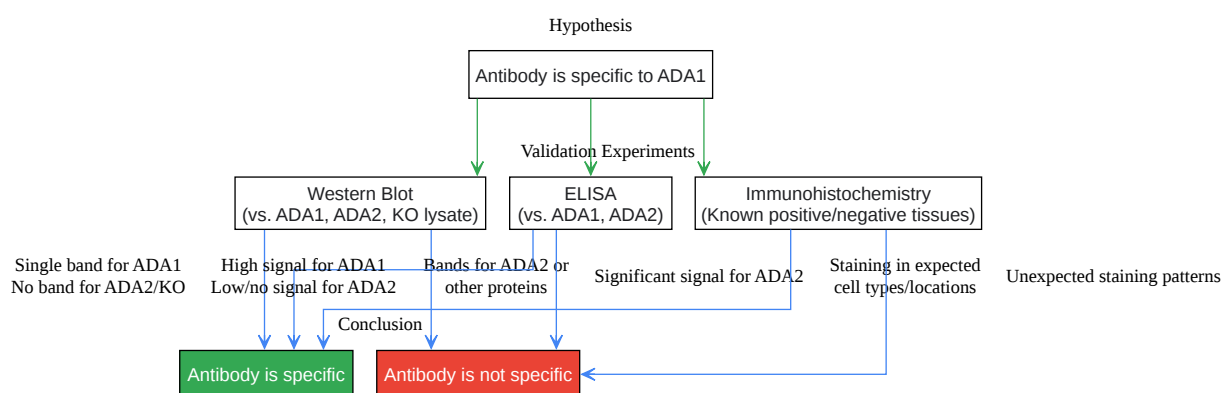 Hypothesis
Antibody is specific to ADA1
Validation Experiments
Western Blot
(vs. ADA1, ADA2, KO lysate)
ELISA
(vs. ADA1, ADA2)
Immunohistochemistry
(Known positive/negative tissues)
Single band for ADA1
No band for ADA2/KO
High signal for ADA1
Low/no signal for ADA2
Bands for ADA2 or
other proteins
Significant signal for ADA2
Staining in expected
cell types/locations
Unexpected staining patterns
Conclusion
Antibody is specific
Antibody is not specific